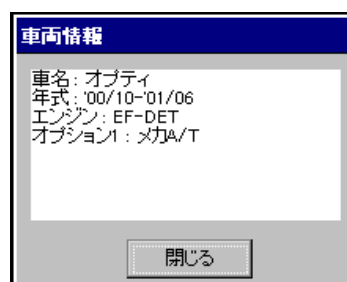 車両情報
車名 : オプティ
年式 : '00/10-'01/06
エンジン : EF-DET
オプション1 : メカA/T
閉じる